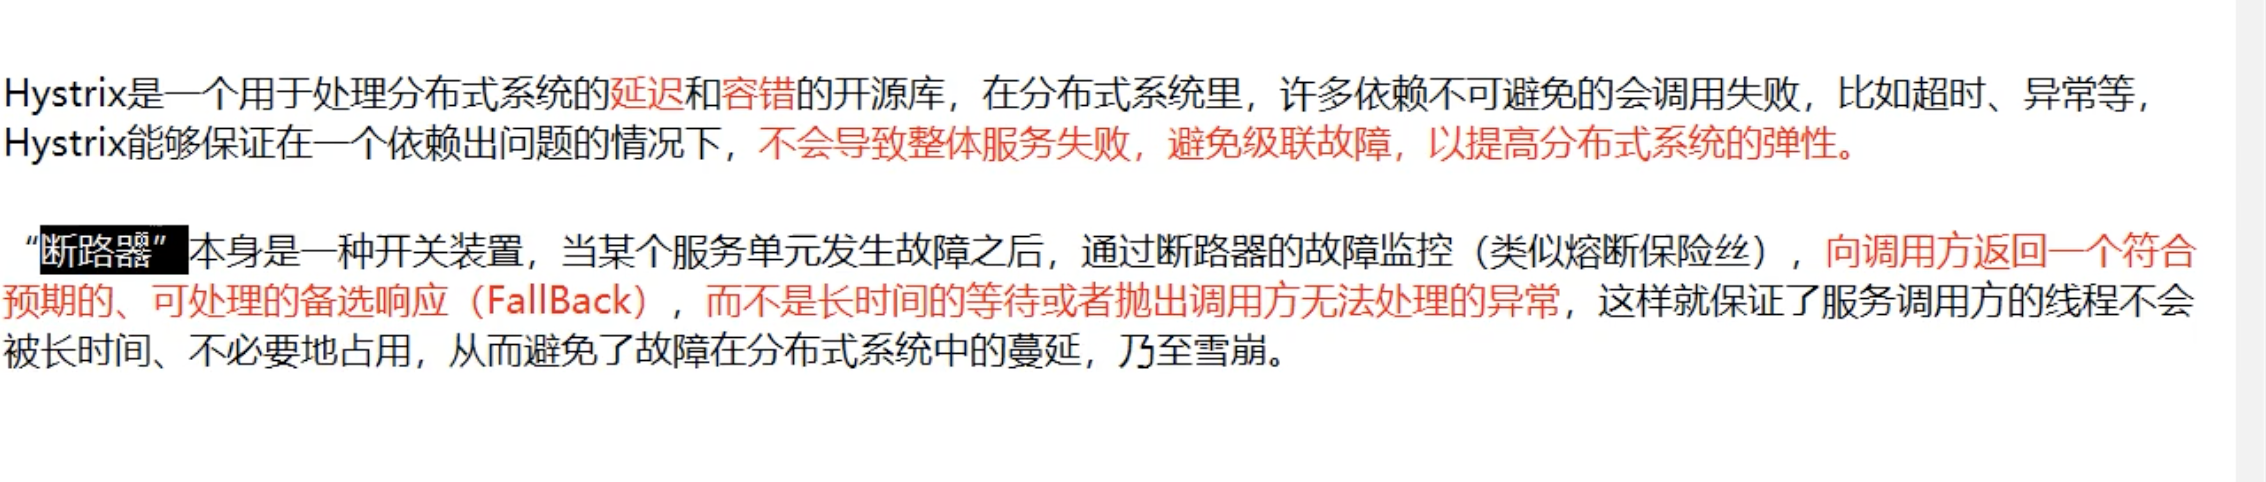 Hystrix是一个用于处理分布式系统的延迟和容错的开源库，在分布式系统里，许多依赖不可避免的会调用失败，比如超时、异常等，
Hystrix能够保证在一个依赖出问题的情况下，不会导致整体服务失败，避免级联故障，以提高分布式系统的弹性。
“断路器”本身是一种开关装置，当某个服务单元发生故障之后，通过断路器的故障监控（类似熔断保险丝），向调用方返回一个符合
预期的、可处理的备选响应（FallBack），而不是长时间的等待或者抛出调用方无法处理的异常，这样就保证了服务调用方的线程不会
被长时间、不必要地占用，从而避免了故障在分布式系统中的蔓延，乃至雪崩。